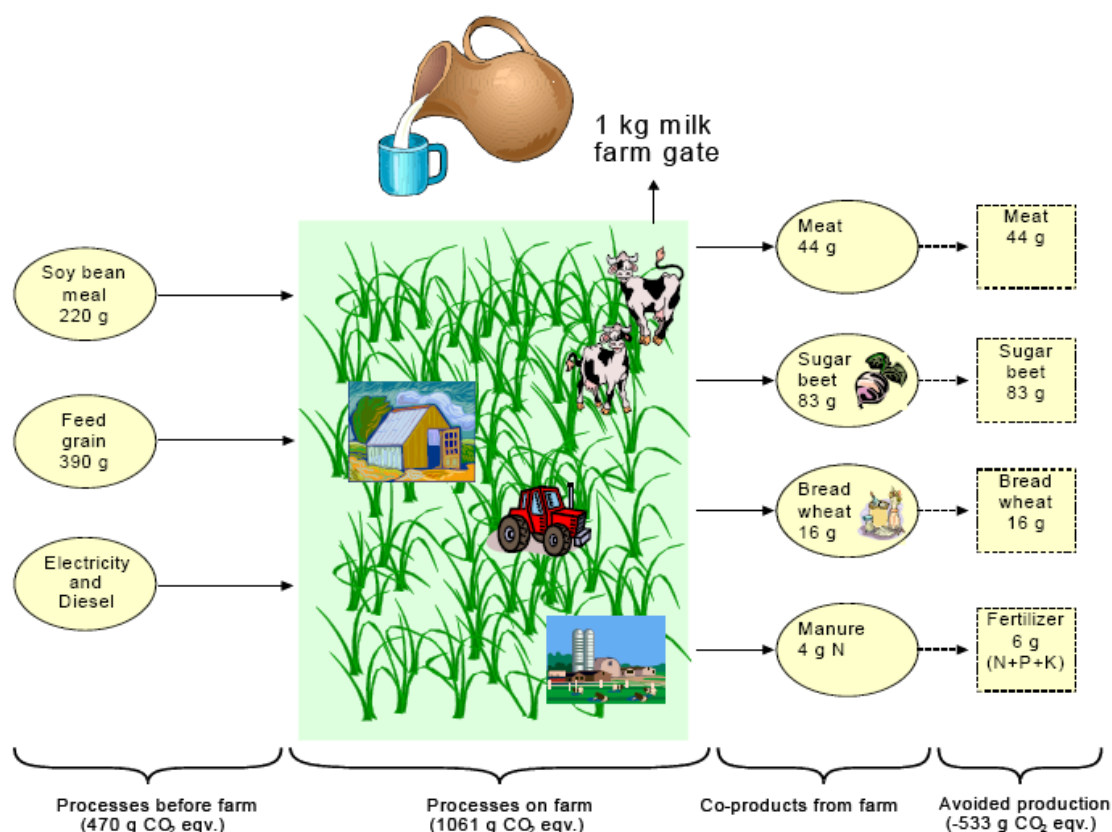 1 kg milk
farm gate
Soy bean
meal
220 g
Feed
grain
390 g
Electricity
and
Diesel
Meat
44 g
Sugar
beet
83 g
Bread
wheat
16 g
Manure
4 g N
Meat
44 g
Sugar
beet
83 g
Bread
wheat
16 g
Fertilizer
6 g
(N+P+K)
Processes before farm
(470 g CO₂ eqv.)
Processes on farm
(1061 g CO₂ eqv.)
Co-products from farm
Avoided production
(-533 g CO₂ eqv.)